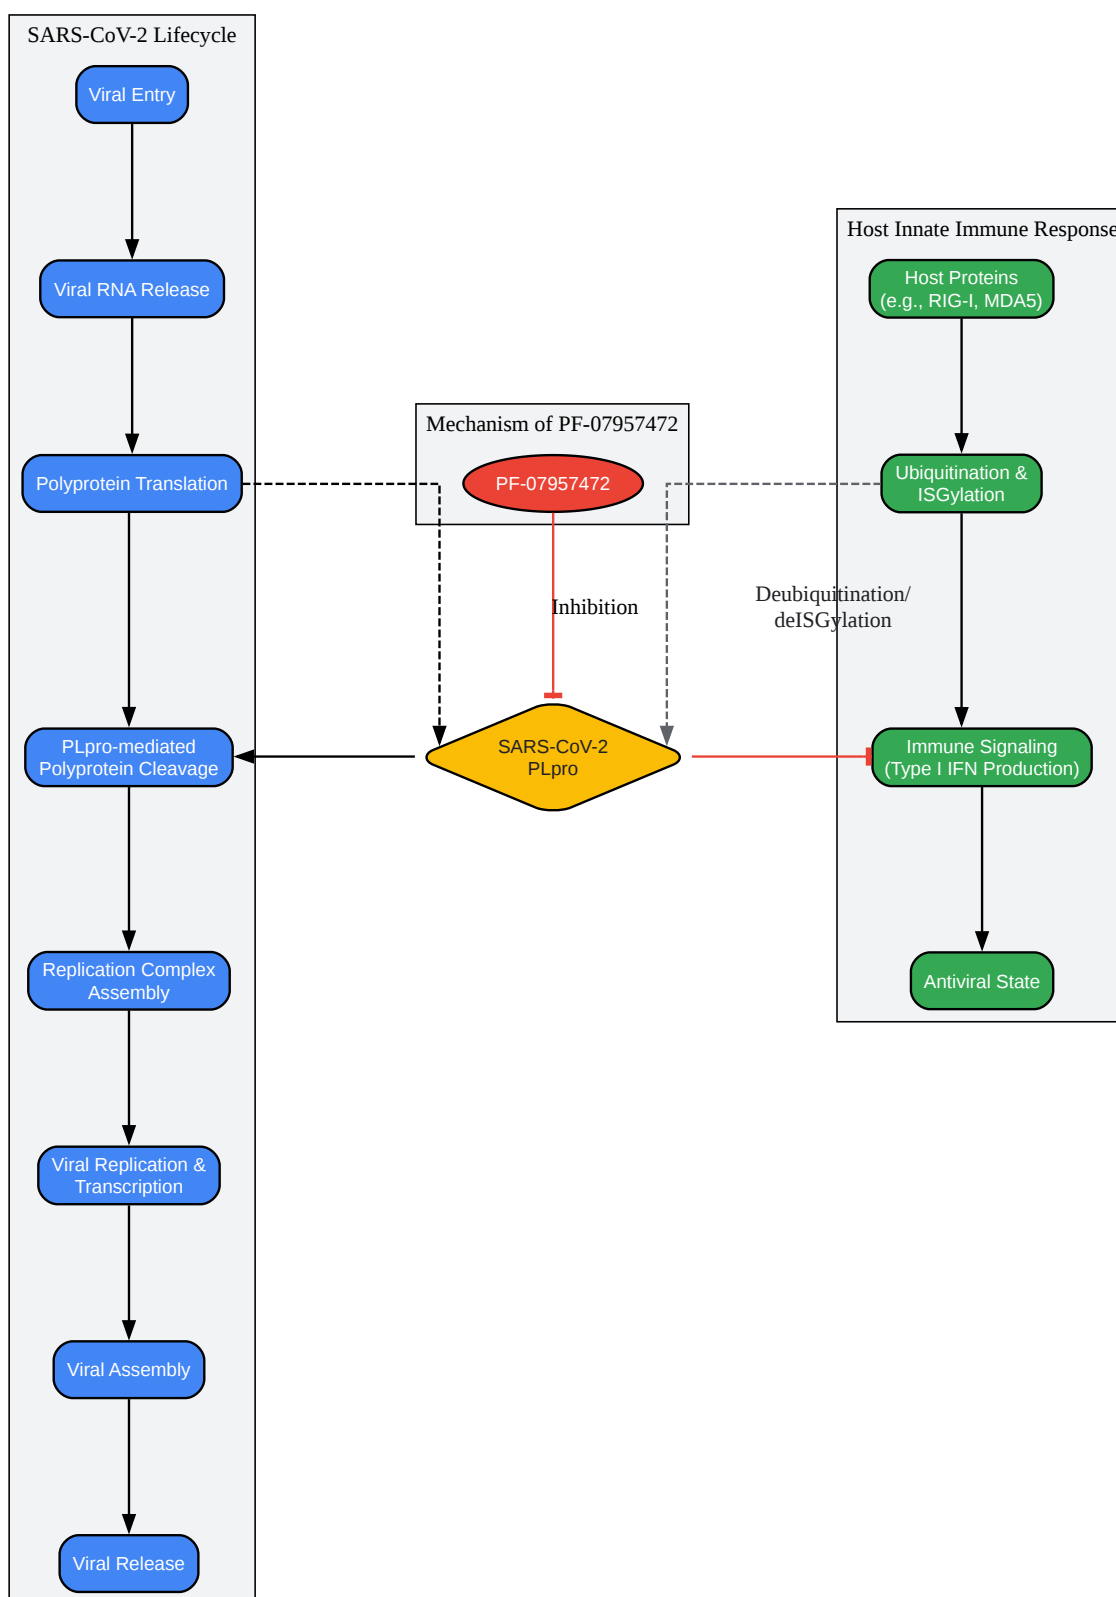 SARS-CoV-2 Lifecycle
Viral Entry
Viral RNA Release
Polyprotein Translation
PLpro-mediated
Polyprotein Cleavage
Replication Complex
Assembly
Viral Replication &
Transcription
Viral Assembly
Viral Release
Mechanism of PF-07957472
PF-07957472
Inhibition
SARS-CoV-2
PLpro
Deubiquitination/
deISGylation
Host Innate Immune Response
Host Proteins
(e.g., RIG-I, MDA5)
Ubiquitination &
ISGylation
Immune Signaling
(Type I IFN Production)
Antiviral State